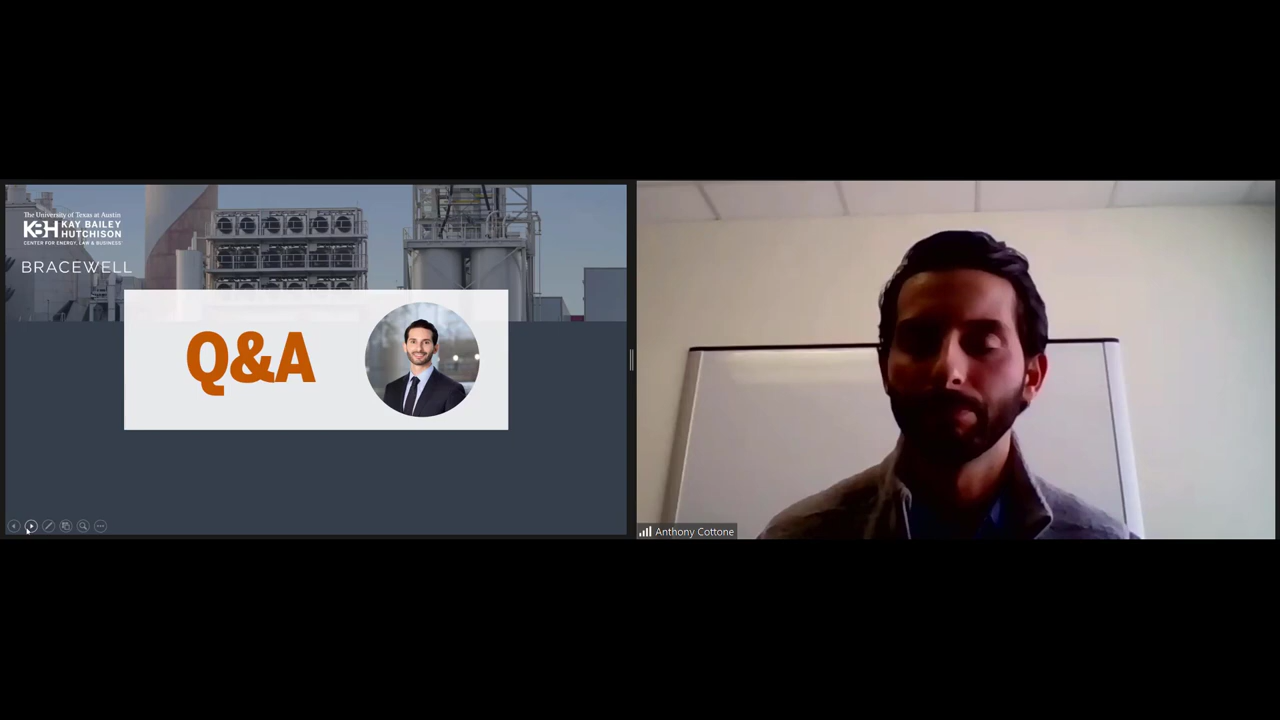 The University of Texas at Austin
KBH KAY BAILEY
HUTCHISON
CENTER FOR ENERGY, LAW & BUSINESS
BRACEWELL
Q&A
Anthony Cottone